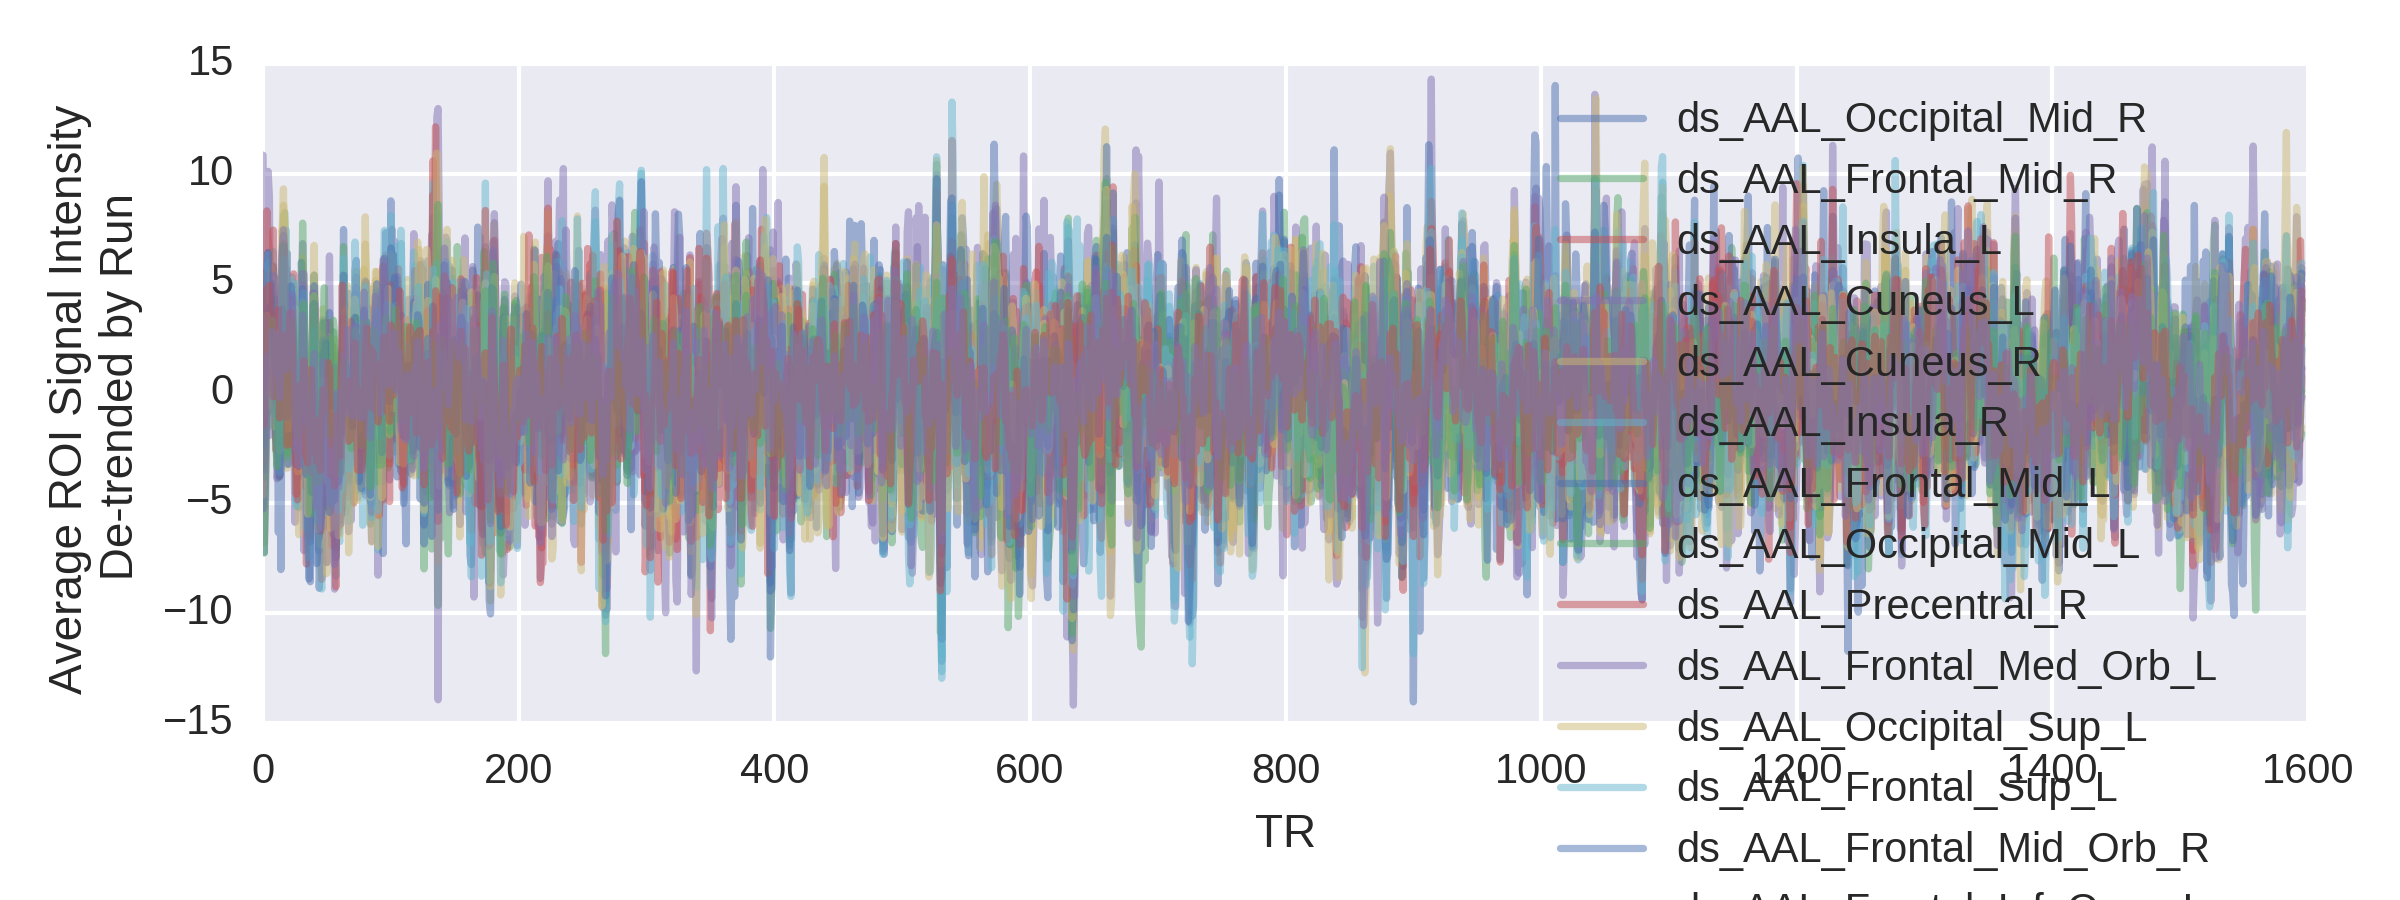 Average ROI Signal Intensity
De-trended by Run
15
10
5
0
−5
−10
−15
0 200 400 600 800 1000 1200 1400 1600
TR
ds_AAL_Occipital_Mid_R
ds_AAL_Frontal_Mid_R
ds_AAL_Insula_L
ds_AAL_Cuneus_L
ds_AAL_Cuneus_R
ds_AAL_Insula_R
ds_AAL_Frontal_Mid_L
ds_AAL_Occipital_Mid_L
ds_AAL_Precentral_R
ds_AAL_Frontal_Med_Orb_L
ds_AAL_Occipital_Sup_L
ds_AAL_Frontal_Sup_L
ds_AAL_Frontal_Mid_Orb_R